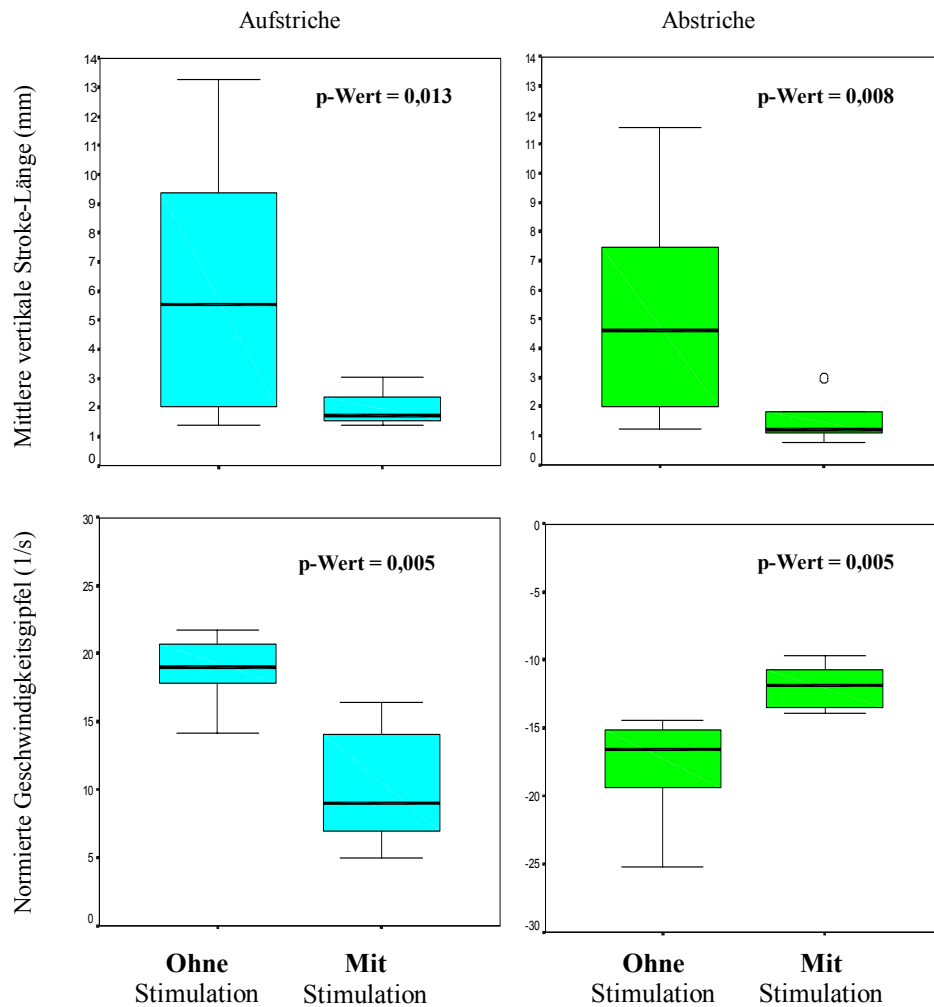 Aufstriche
Abstriche
Mittlere vertikale Stroke-Länge (mm)
14
13
12
11
10
9
8
7
6
5
4
3
2
1
0
p-Wert = 0,013
14
13
12
11
10
9
8
7
6
5
4
3
2
1
0
p-Wert = 0,008
Normierte Geschwindigkeitsgipfel (1/s)
30
25
20
15
10
5
0
p-Wert = 0,005
0
-5
-10
-15
-20
-25
-30
p-Wert = 0,005
Ohne
Stimulation
Mit
Stimulation
Ohne
Stimulation
Mit
Stimulation